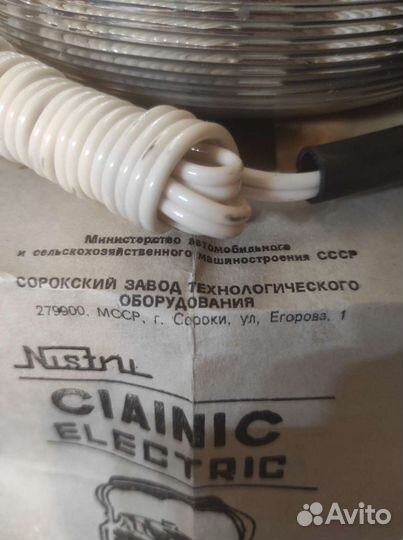 Министерство автомобильного
и сельскохозяйственного машиностроения СССР
СОРОКСКИЙ ЗАВОД ТЕХНОЛОГИЧЕСКОГО
ОБОРУДОВАНИЯ
279900. МССР, г. Сороки, ул, Егорова, 1
Nistru
CIAINIC
ELECTRIC
Avito